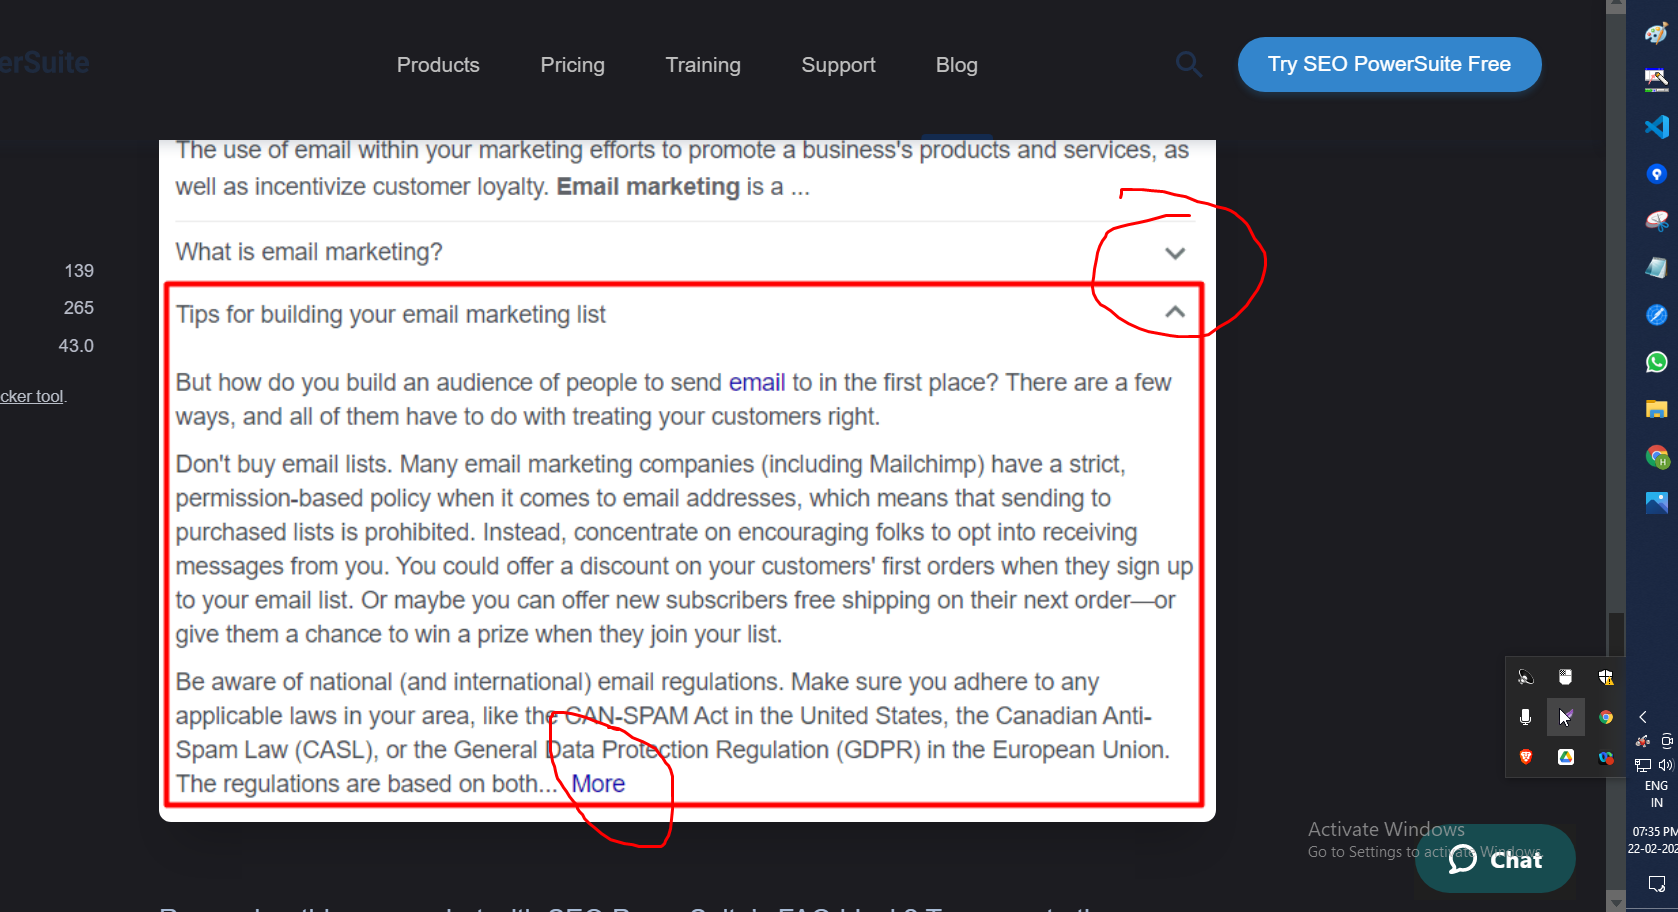 erSuite
Products
Pricing
Training
Support
Blog
Try SEO PowerSuite Free
The use of email within your marketing efforts to promote a business's products and services, as
well as incentivize customer loyalty. Email marketing is a ...
What is email marketing?
139
265
43.0
cker tool.
Tips for building your email marketing list
But how do you build an audience of people to send email to in the first place? There are a few
ways, and all of them have to do with treating your customers right.
Don't buy email lists. Many email marketing companies (including Mailchimp) have a strict,
permission-based policy when it comes to email addresses, which means that sending to
purchased lists is prohibited. Instead, concentrate on encouraging folks to opt into receiving
messages from you. You could offer a discount on your customers' first orders when they sign up
to your email list. Or maybe you can offer new subscribers free shipping on their next order—or
give them a chance to win a prize when they join your list.
Be aware of national (and international) email regulations. Make sure you adhere to any
applicable laws in your area, like the CAN-SPAM Act in the United States, the Canadian Anti-
Spam Law (CASL), or the General Data Protection Regulation (GDPR) in the European Union.
The regulations are based on both... More
Activate Windows
Go to Settings to activate Windows.
Chat
ENG
IN
07:35 PM
22-02-202